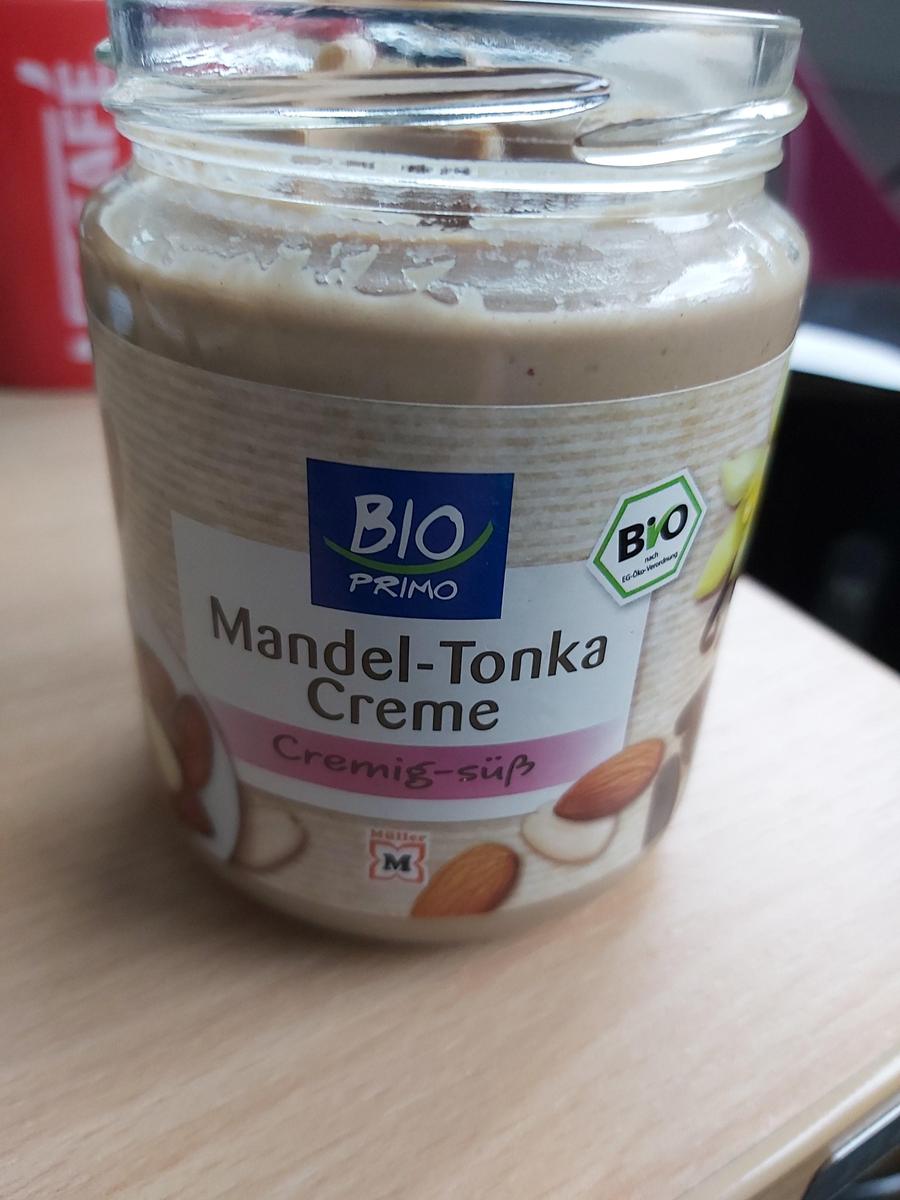 BIO
PRIMO
BiO
nach
EG-Öko-Verordnung
Mandel-Tonka
Creme
Cremig-süß
Müller
M